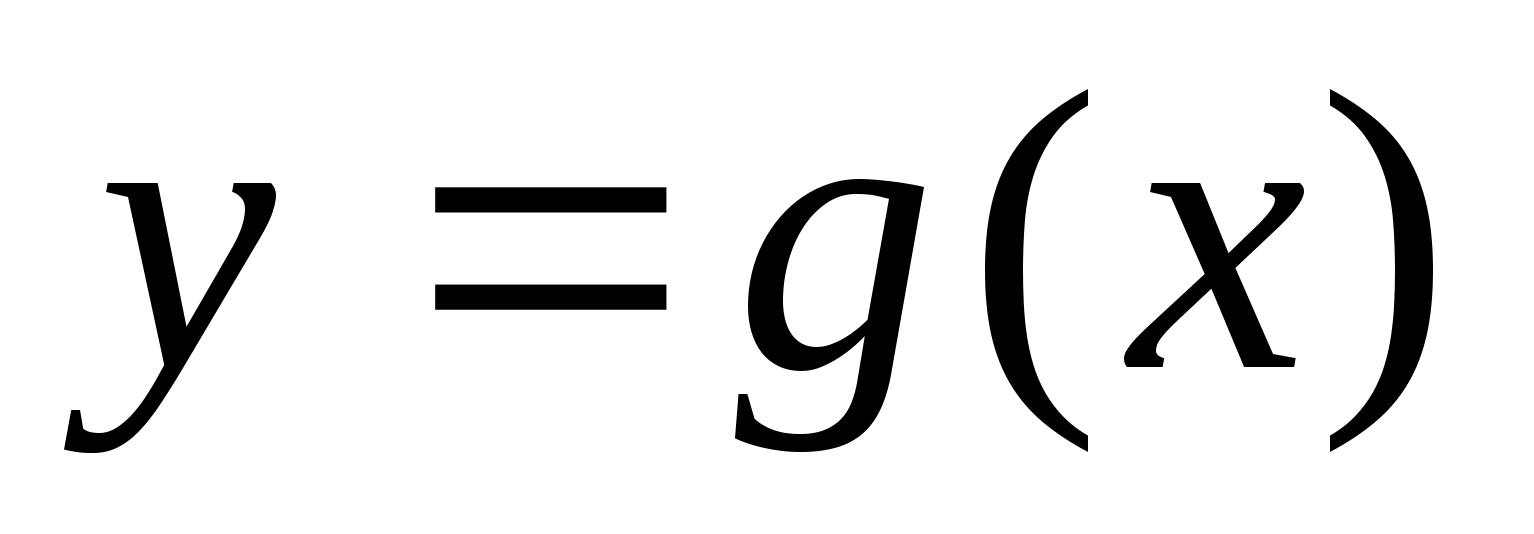 y = g(x)